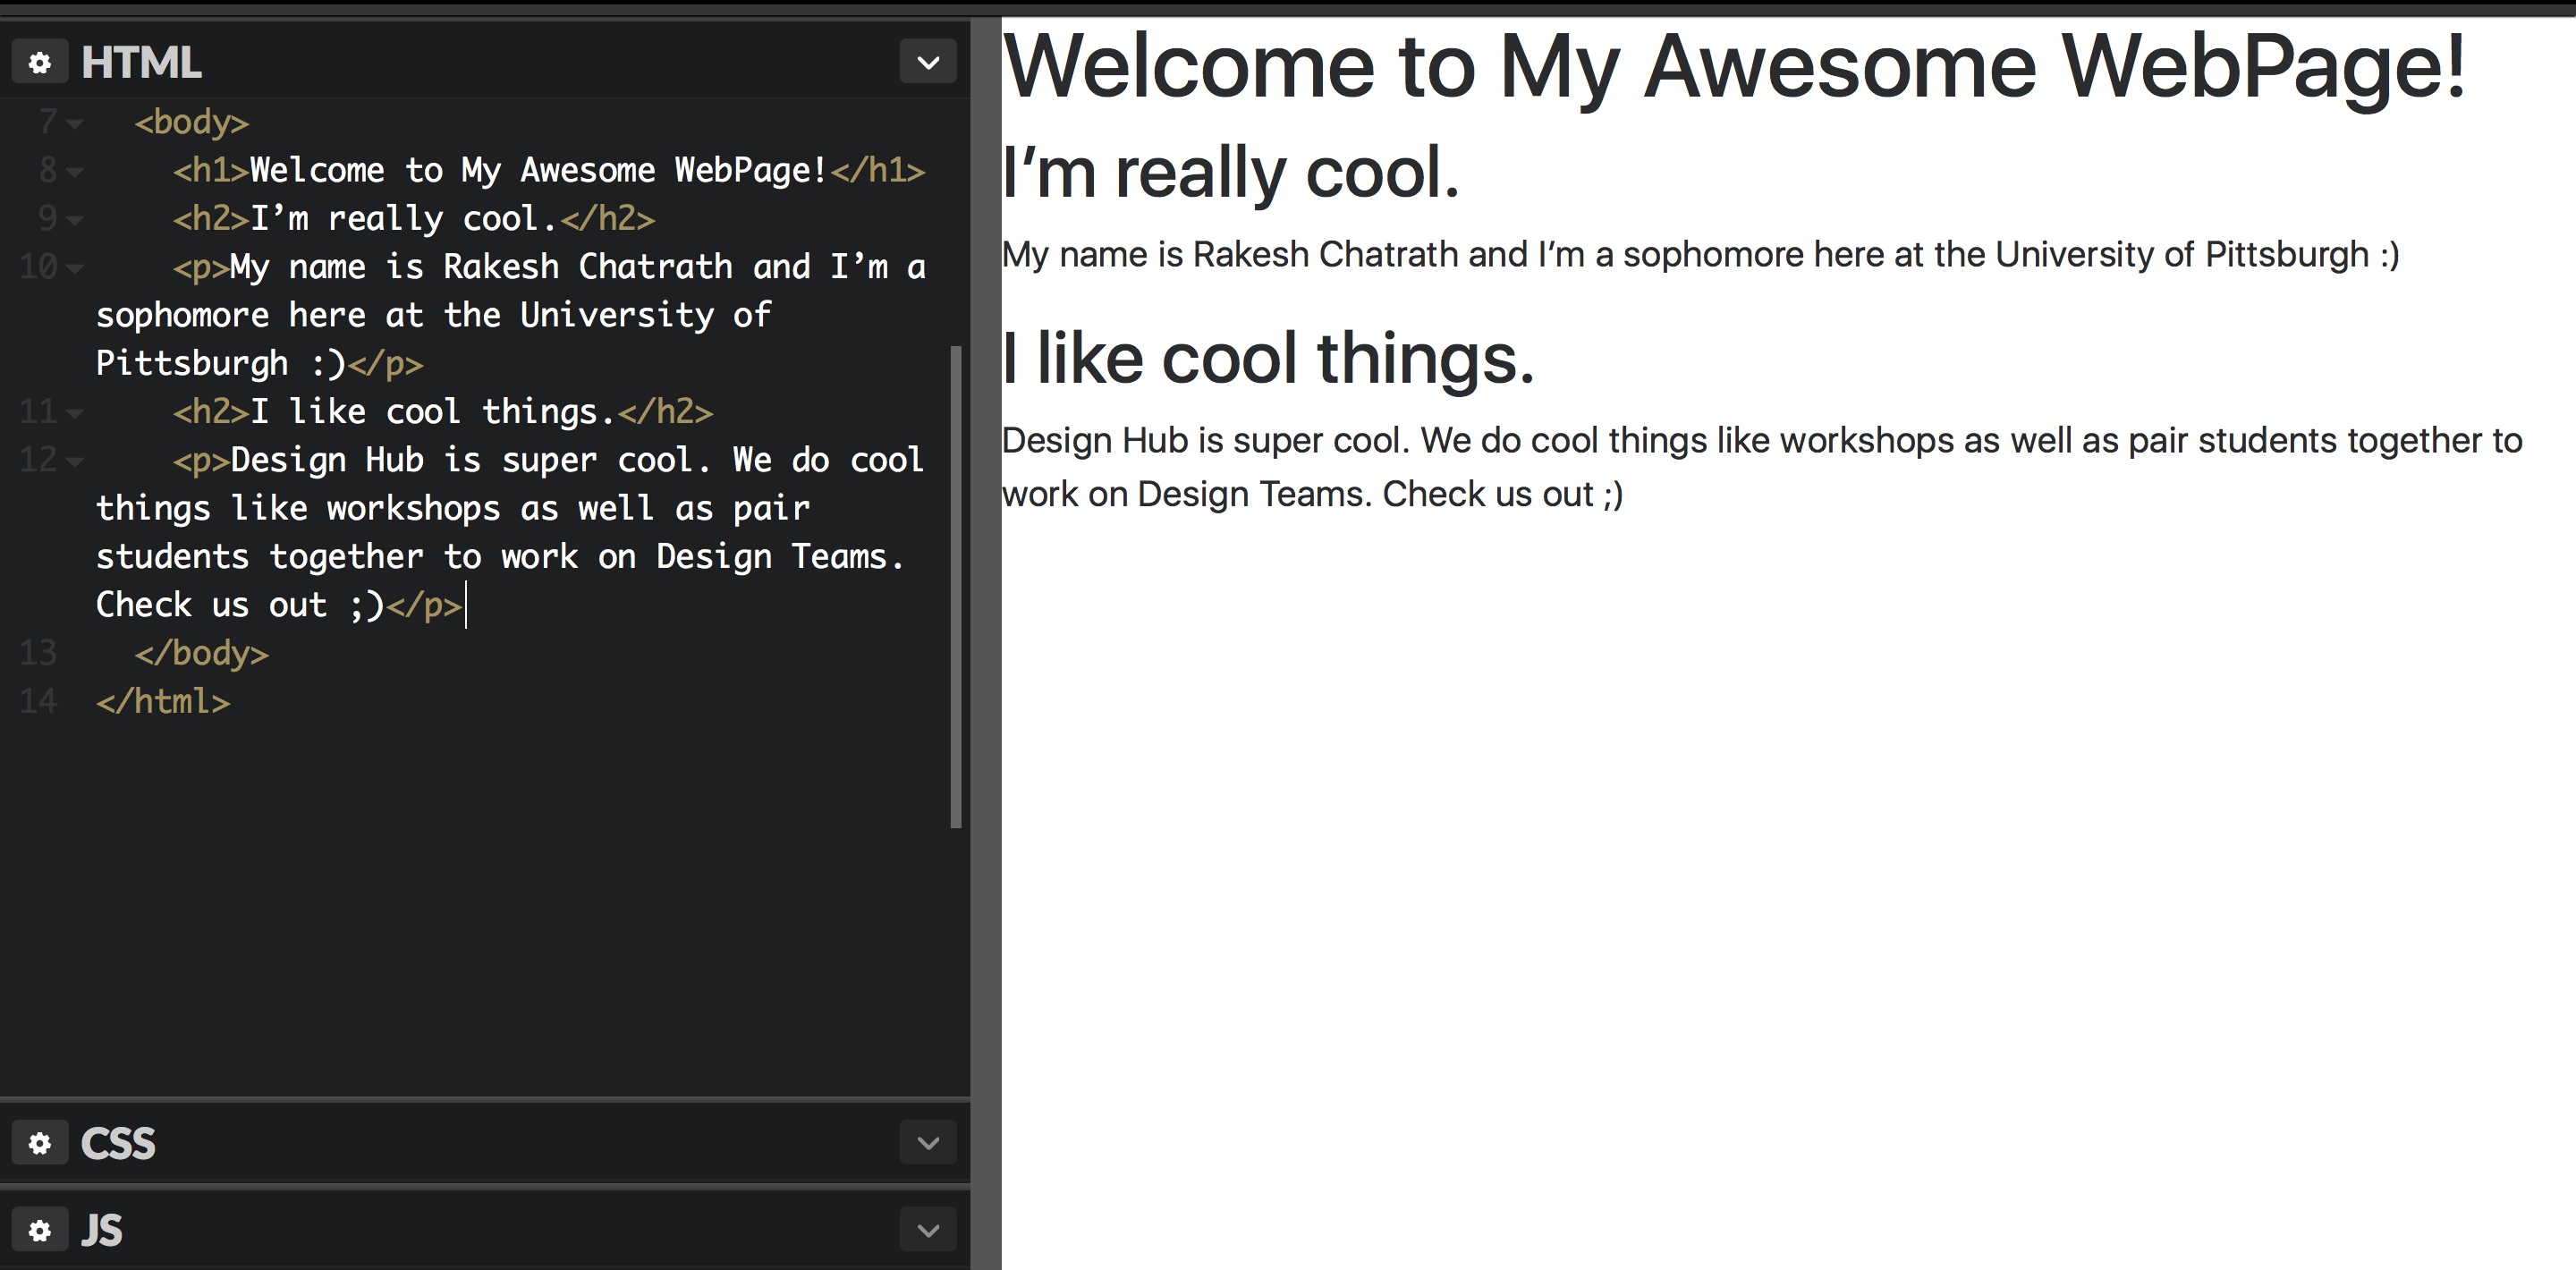 HTML
7 <body>
8 <h1>Welcome to My Awesome WebPage!</h1>
9 <h2>I’m really cool.</h2>
10 <p>My name is Rakesh Chatrath and I’m a
sophomore here at the University of
Pittsburgh :)</p>
11 <h2>I like cool things.</h2>
12 <p>Design Hub is super cool. We do cool
things like workshops as well as pair
students together to work on Design Teams.
Check us out ;)</p>
13 </body>
14 </html>
CSS
JS
Welcome to My Awesome WebPage!
I’m really cool.
My name is Rakesh Chatrath and I’m a sophomore here at the University of Pittsburgh :)
I like cool things.
Design Hub is super cool. We do cool things like workshops as well as pair students together to
work on Design Teams. Check us out ;)